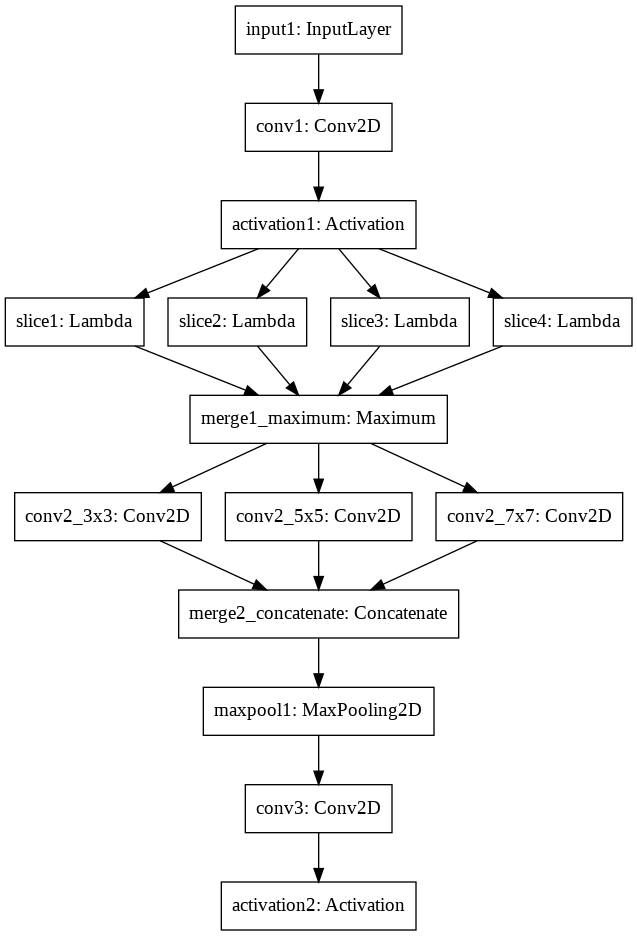 input1: InputLayer
conv1: Conv2D
activation1: Activation
slice1: Lambda
slice2: Lambda
slice3: Lambda
slice4: Lambda
merge1_maximum: Maximum
conv2_3x3: Conv2D
conv2_5x5: Conv2D
conv2_7x7: Conv2D
merge2_concatenate: Concatenate
maxpool1: MaxPooling2D
conv3: Conv2D
activation2: Activation